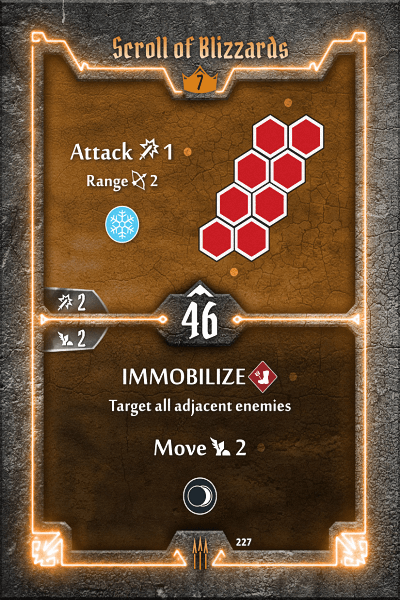 Scroll of Blizzards
7
Attack 1
Range 2
2
46
2
IMMOBILIZE
Target all adjacent enemies
Move 2
227